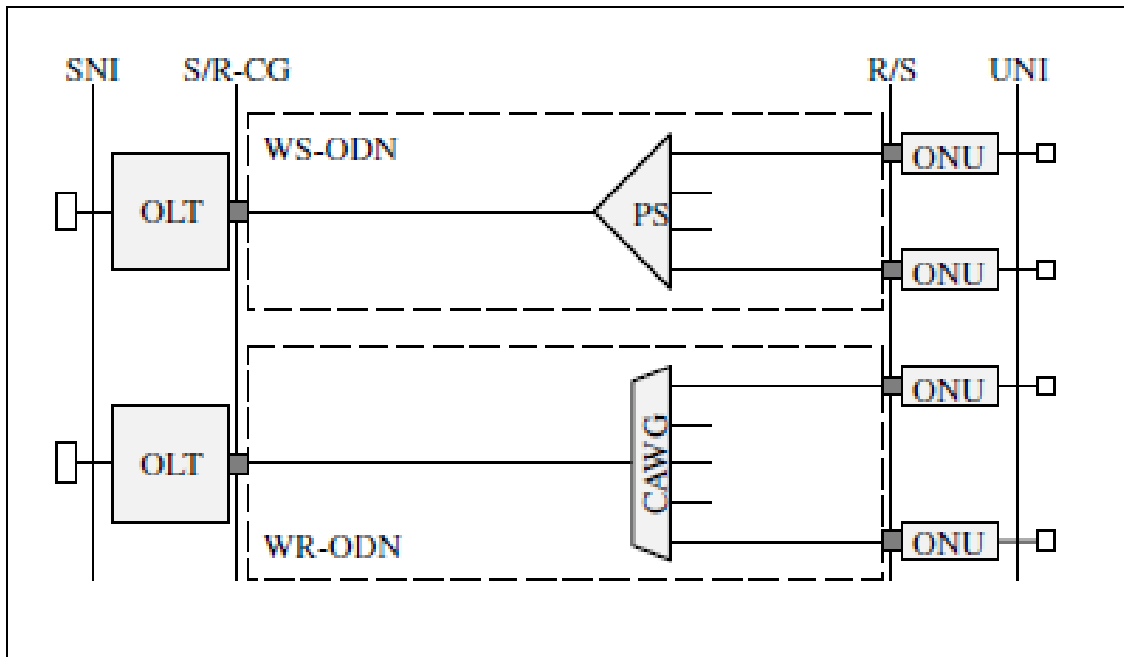 SNI S/R-CG R/S UNI
WS-ODN
ONU
OLT
PS
ONU
ONU
CAWG
OLT
WR-ODN
ONU